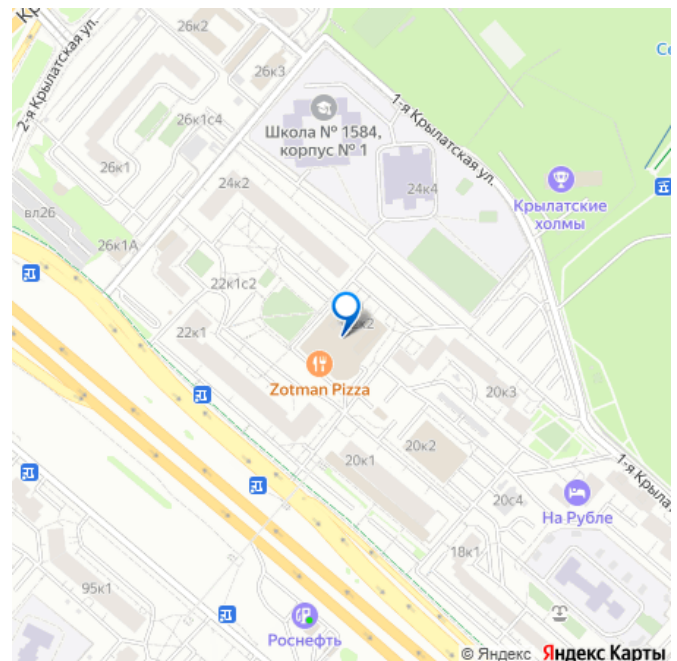 26к2
2-я Крылатская ул.
26к3
26к1с4
Школа № 1584,
корпус № 1
1-я Крылатская ул.
26к1
24к2
24к4
Крылатские
холмы
вл26
26к1А
22к1с2
22к1
Zotman Pizza
20к3
20к2
20к1
1-я Крылат
20с4
На Рубле
18к1
95к1
Роснефть
© Яндекс Яндекс Карты